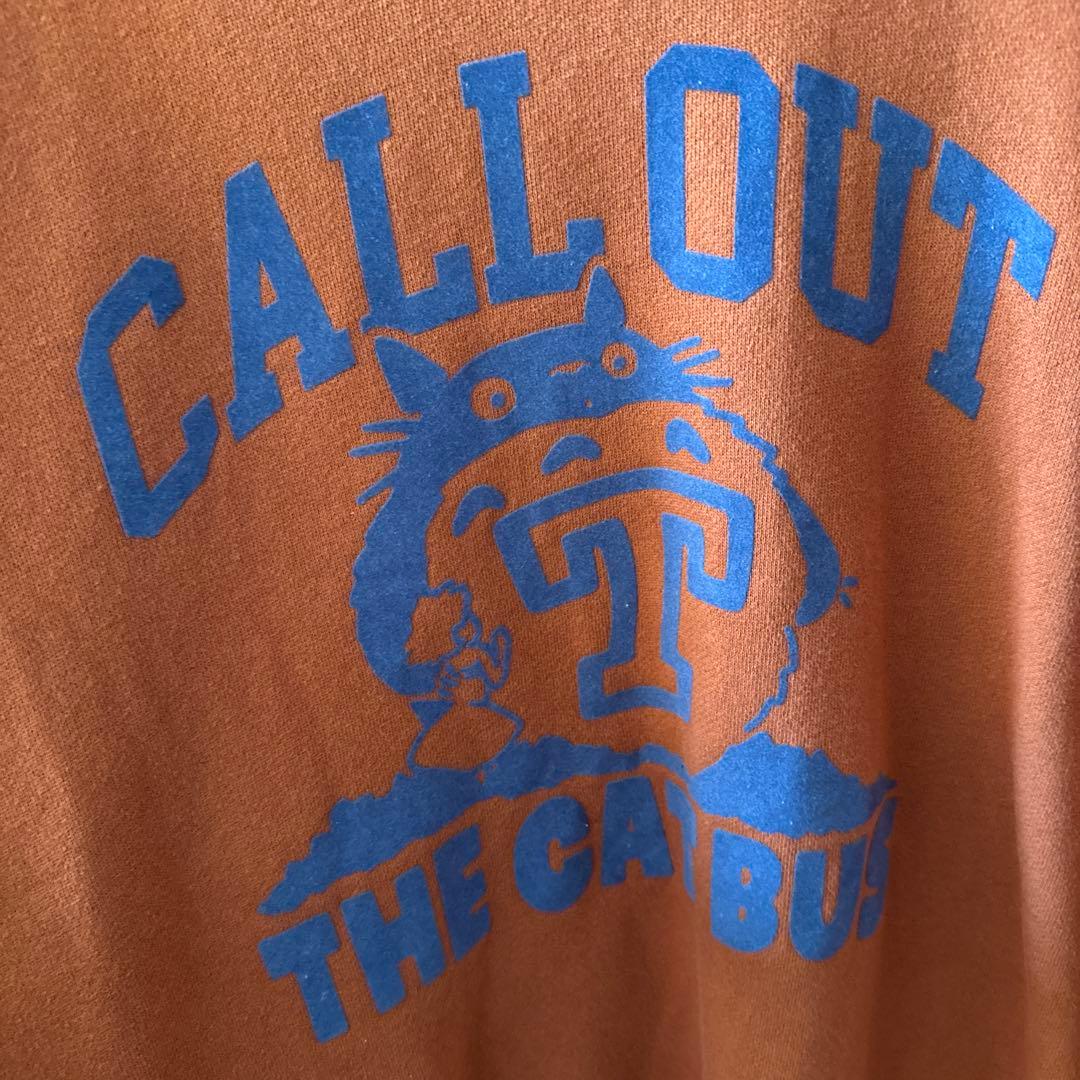 CALL OUT
T
THE CAT BUS